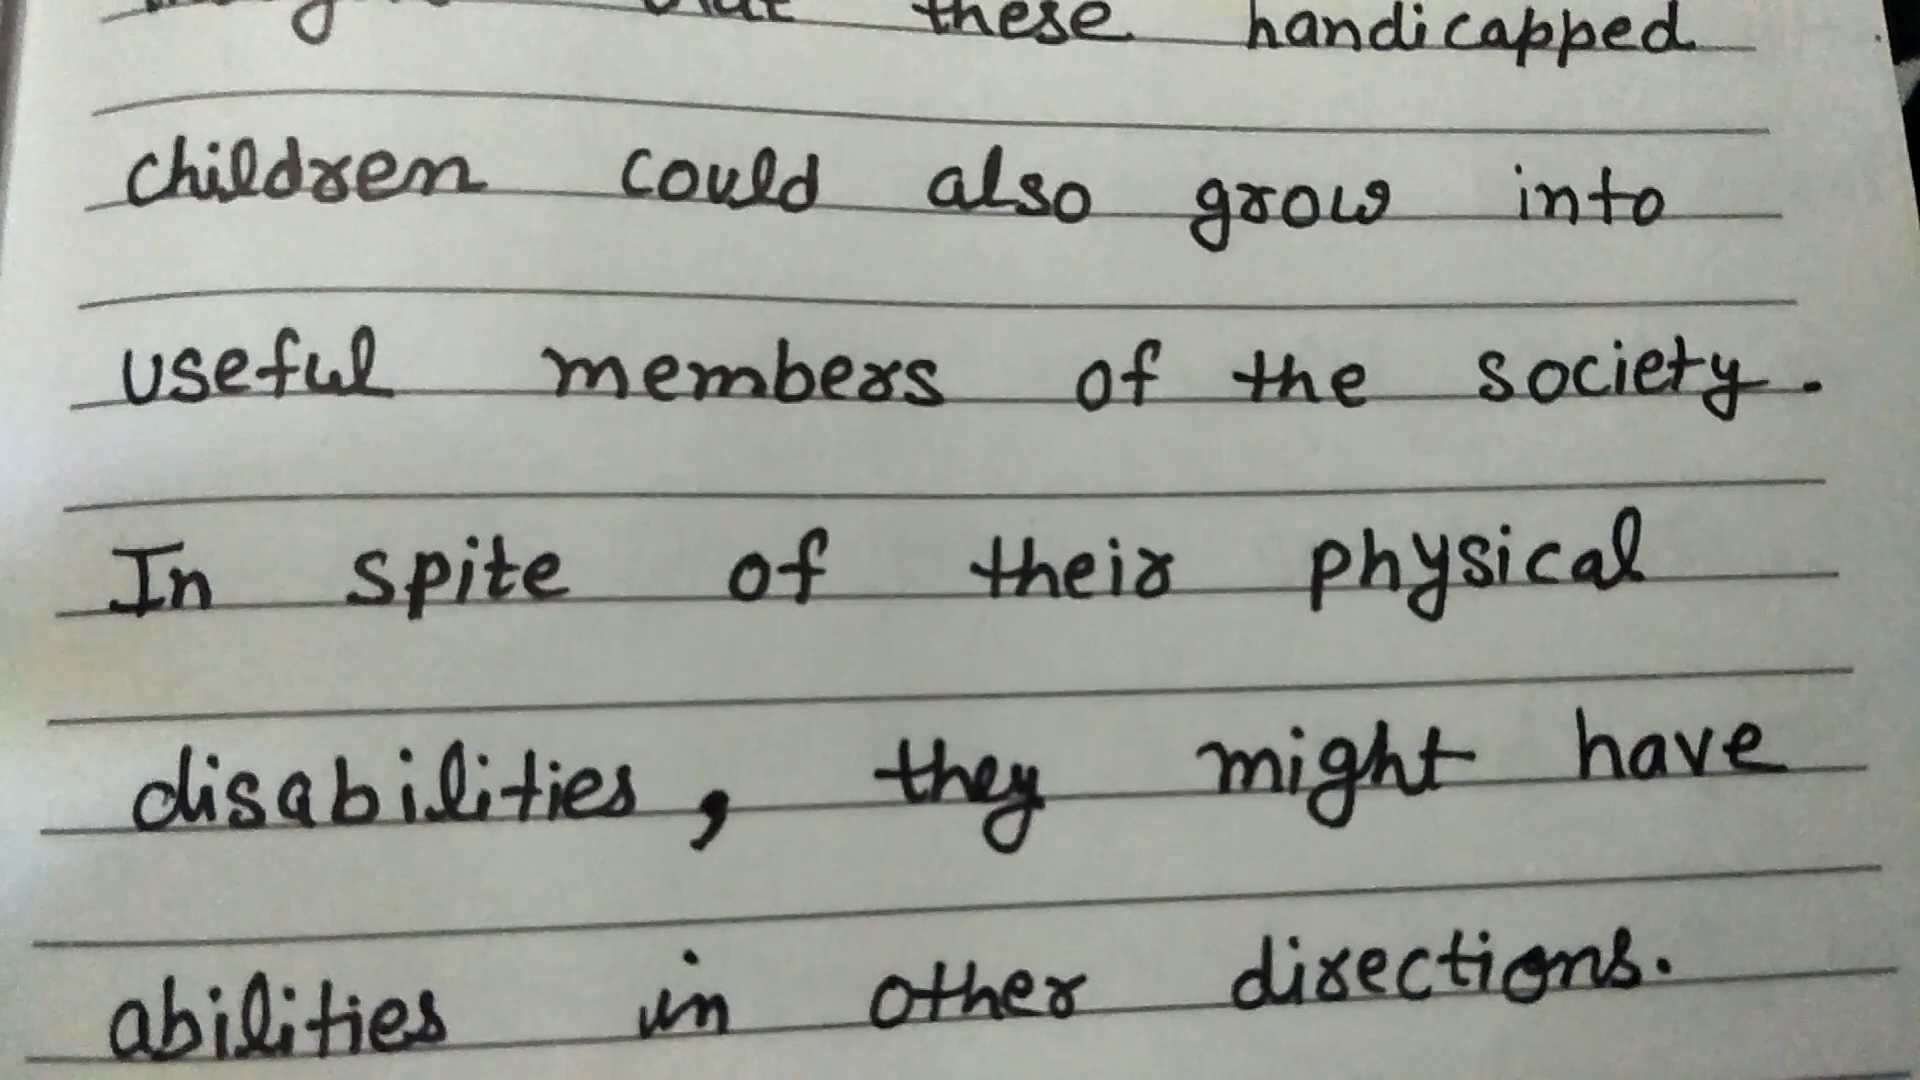 that these handicapped
children could also grow into
useful members of the society.
In spite of their physical
disabilities, they might have
abilities in other directions.